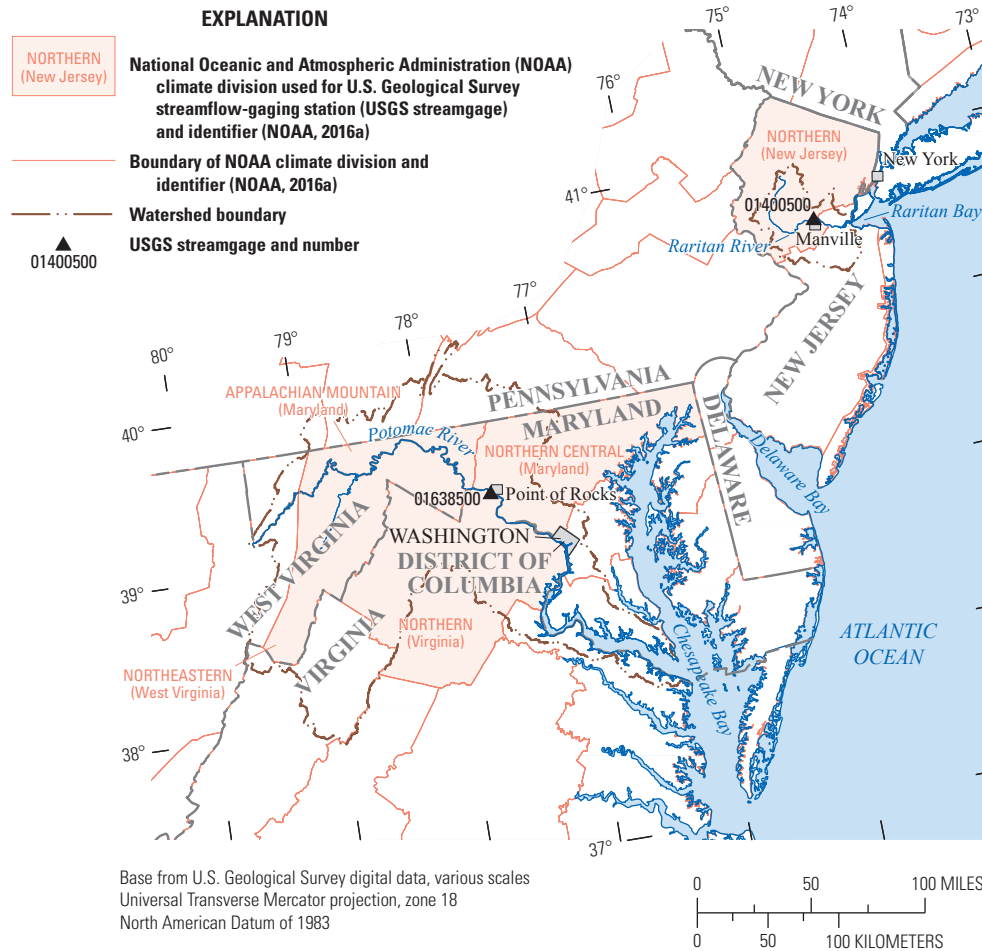 EXPLANATION
NORTHERN
(New Jersey)
National Oceanic and Atmospheric Administration (NOAA)
climate division used for U.S. Geological Survey
streamflow-gaging station (USGS streamgage)
and identifier (NOAA, 2016a)
Boundary of NOAA climate division and
identifier (NOAA, 2016a)
Watershed boundary
01400500
USGS streamgage and number
75°
74°
73°
76°
NEW YORK
NORTHERN
(New Jersey)
New York
41°
01400500
Raritan Bay
Raritan River
Manville
77°
78°
79°
80°
NEW JERSEY
APPALACHIAN MOUNTAIN
(Maryland)
PENNSYLVANIA
MARYLAND
DELAWARE
40°
Potomac River
NORTHERN CENTRAL
(Maryland)
Delaware Bay
01638500
Point of Rocks
WASHINGTON
DISTRICT OF
COLUMBIA
39°
WEST VIRGINIA
VIRGINIA
NORTHERN
(Virginia)
Chesapeake Bay
ATLANTIC
OCEAN
NORTHEASTERN
(West Virginia)
38°
37°
Base from U.S. Geological Survey digital data, various scales
Universal Transverse Mercator projection, zone 18
North American Datum of 1983
0 50 100 MILES
0 50 100 KILOMETERS